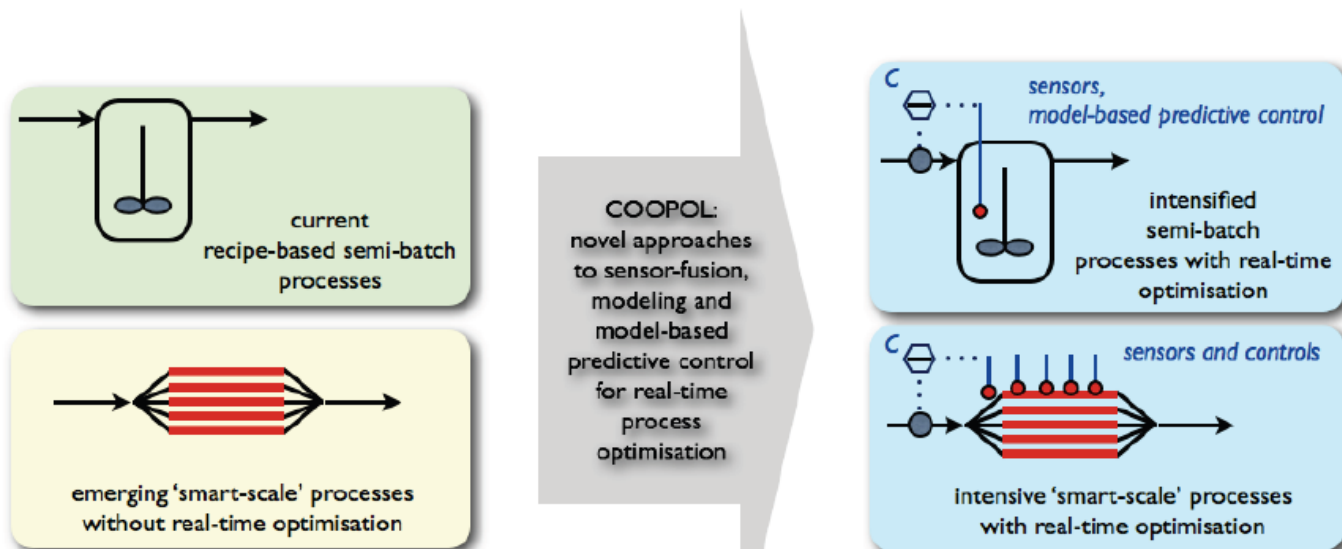 current
recipe-based semi-batch
processes
emerging 'smart-scale' processes
without real-time optimisation
COOPOL:
novel approaches
to sensor-fusion,
modeling and
model-based
predictive control
for real-time
process
optimisation
C
sensors,
model-based predictive control
intensified
semi-batch
processes with real-time
optimisation
C
sensors and controls
intensive 'smart-scale' processes
with real-time optimisation